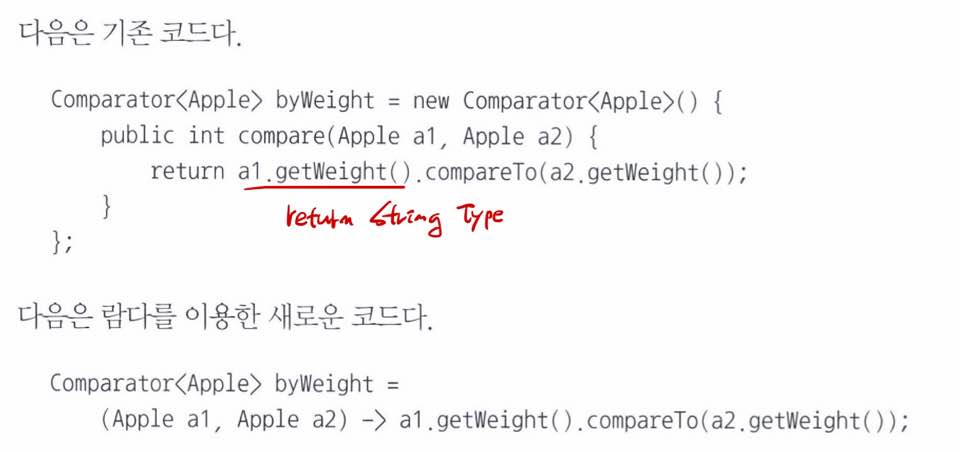 다음은 기존 코드다.
Comparator<Apple> byWeight = new Comparator<Apple>() {
public int compare(Apple a1, Apple a2) {
return a1.getWeight().compareTo(a2.getWeight());
}
return String Type
};
다음은 람다를 이용한 새로운 코드다.
Comparator<Apple> byWeight =
(Apple a1, Apple a2) -> a1.getWeight().compareTo(a2.getWeight());